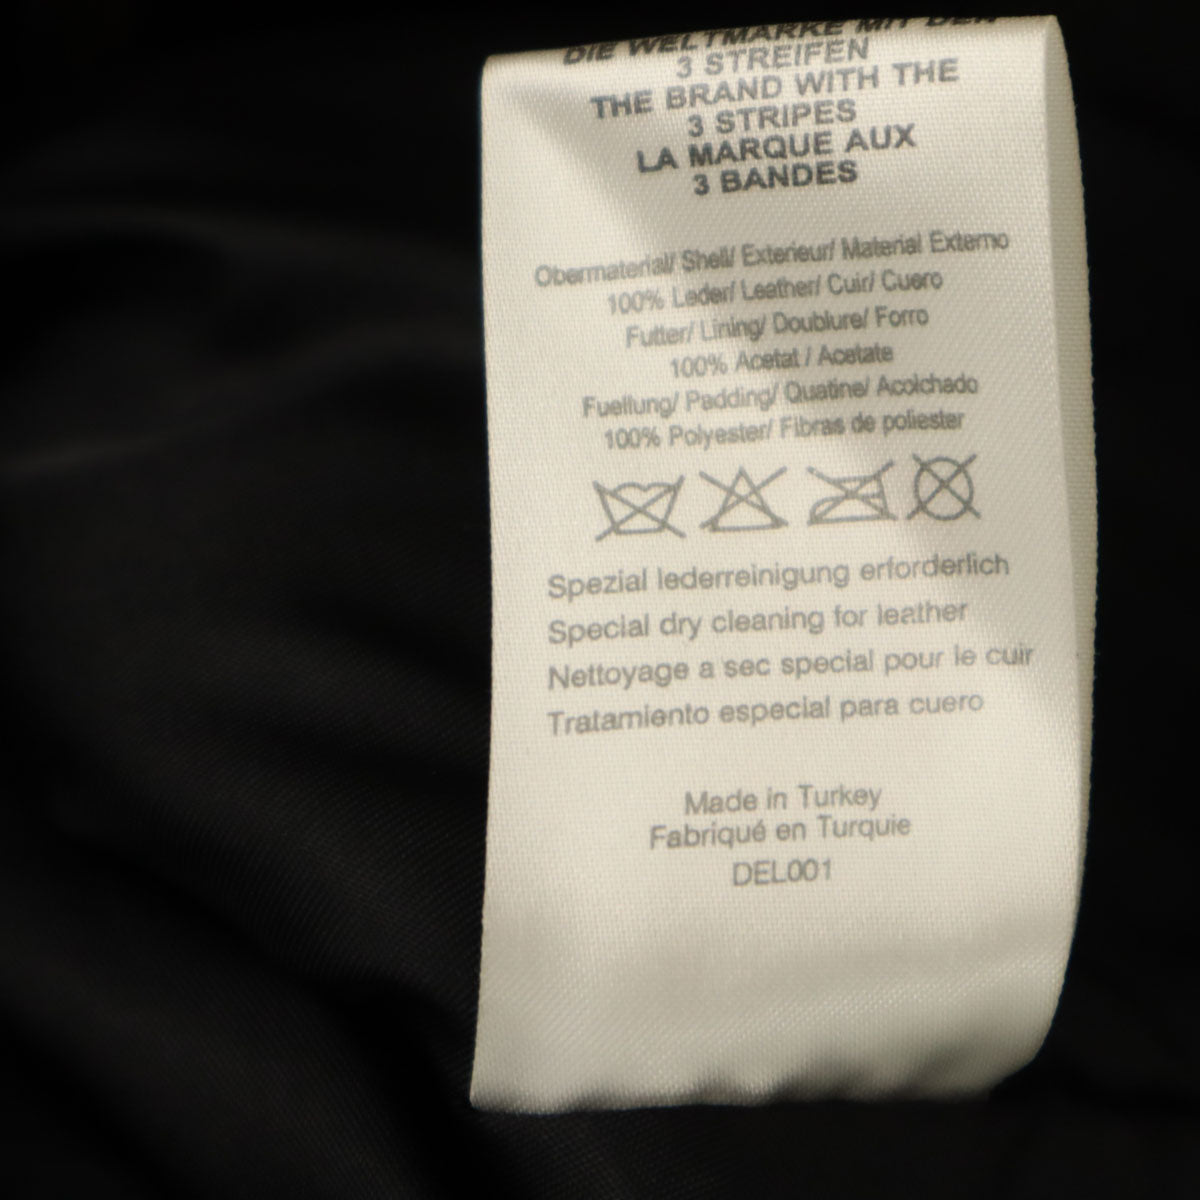 DIE WELTMARKE MIT DEN
3 STREIFEN
THE BRAND WITH THE
3 STRIPES
LA MARQUE AUX
3 BANDES
Obermaterial/ Shell/ Exterieur/ Material Externo
100% Leder/ Leather/ Cuir/ Cuero
Futter/ Lining/ Doublure/ Forro
100% Acetat / Acetate
Fuellung/ Padding/ Quatine/ Acolchado
100% Polyester/ Fibras de poliester
Spezial lederreinigung erforderlich
Special dry cleaning for leather
Nettoyage a sec special pour le cuir
Tratamiento especial para cuero
Made in Turkey
Fabriqué en Turquie
DEL001